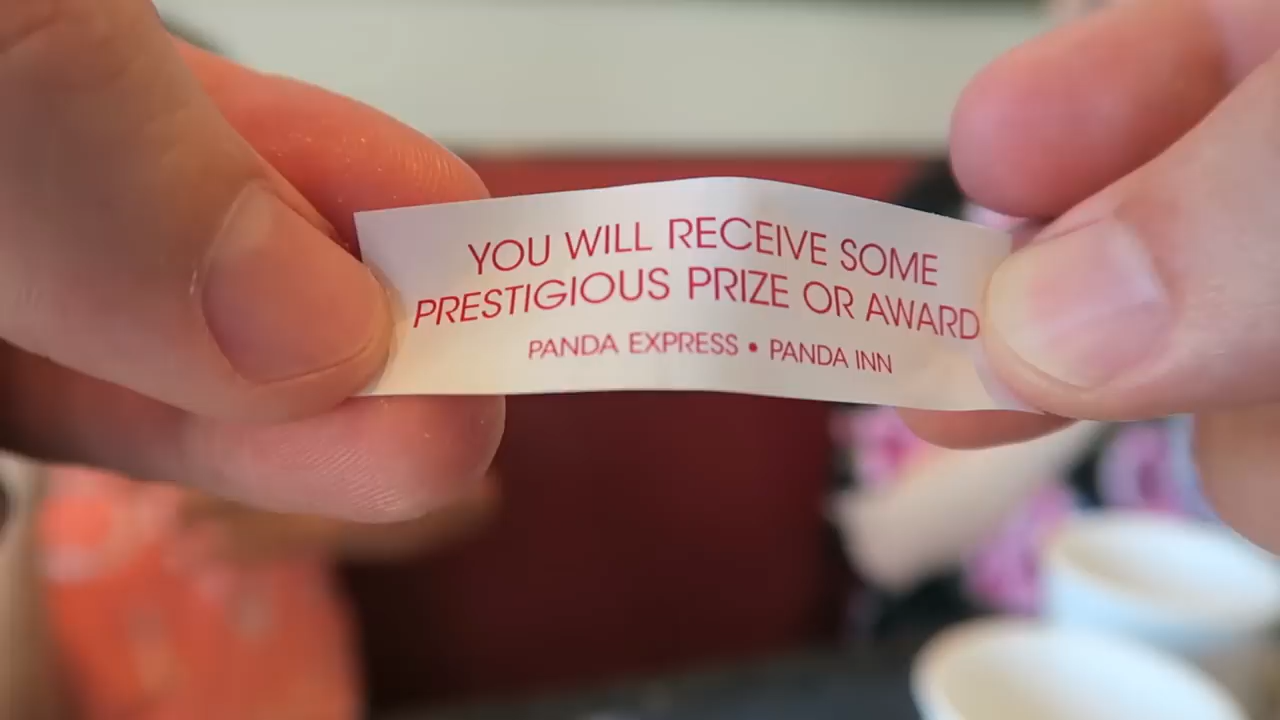 YOU WILL RECEIVE SOME
PRESTIGIOUS PRIZE OR AWARD
PANDA EXPRESS • PANDA INN